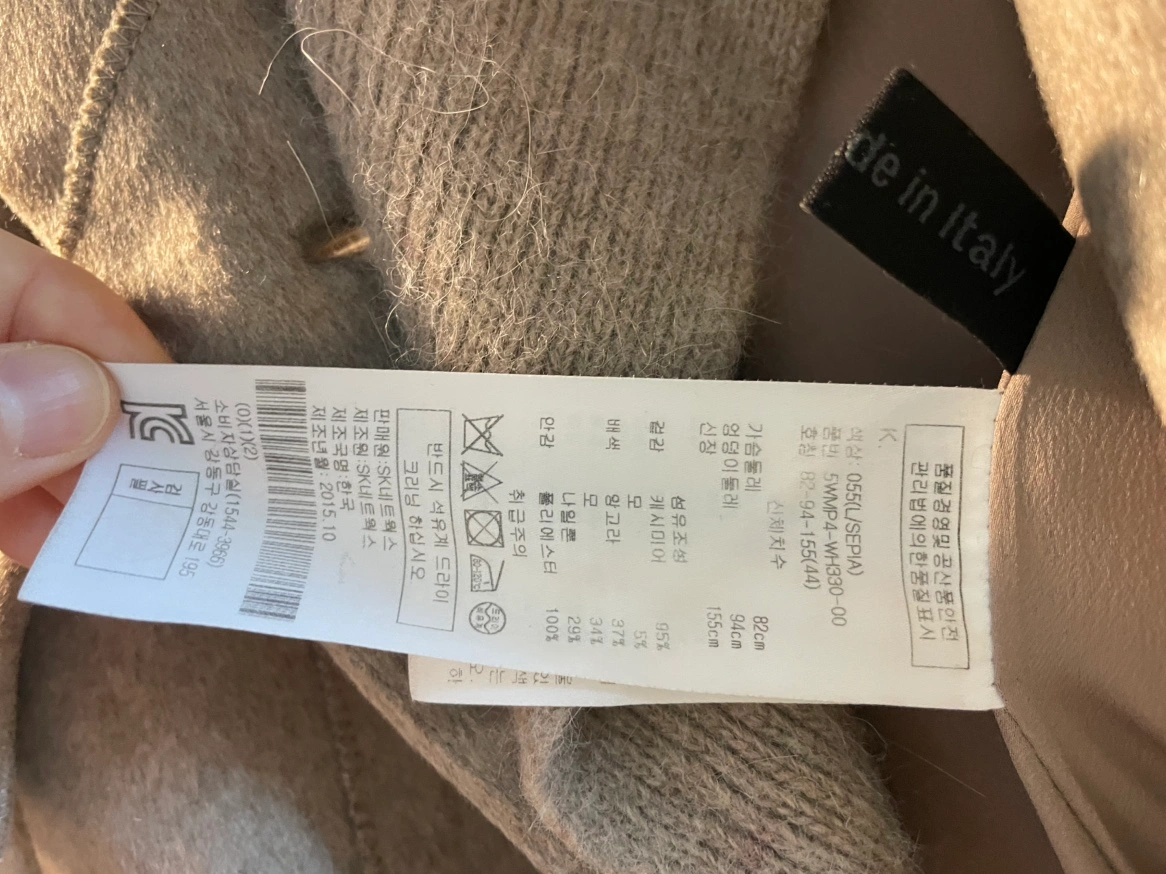 de in Italy
품질경영및 공산품안전
관리법에의한품질표시
K.
색상: 055(L/SEPIA)
품번: 5WMP4-WH330-00
호칭: 82-94-155(44)
신체치수
가슴둘레 82cm
엉덩이둘레 94cm
신장 155cm
섬유조성
겉감 캐시미어 95%
모 5%
배색 앙고라 37%
모 34%
나일론 29%
안감 폴리에스터 100%
취급주의
반드시 석유계 드라이
크리닝 하십시오
판매원:SK네트웍스
제조원:SK네트웍스
제조국명:한국
제조년월: 2015.10
(0)(1)(2)
소비자상담실(1544-3966)
서울시 강동구 강동대로 195
검사필